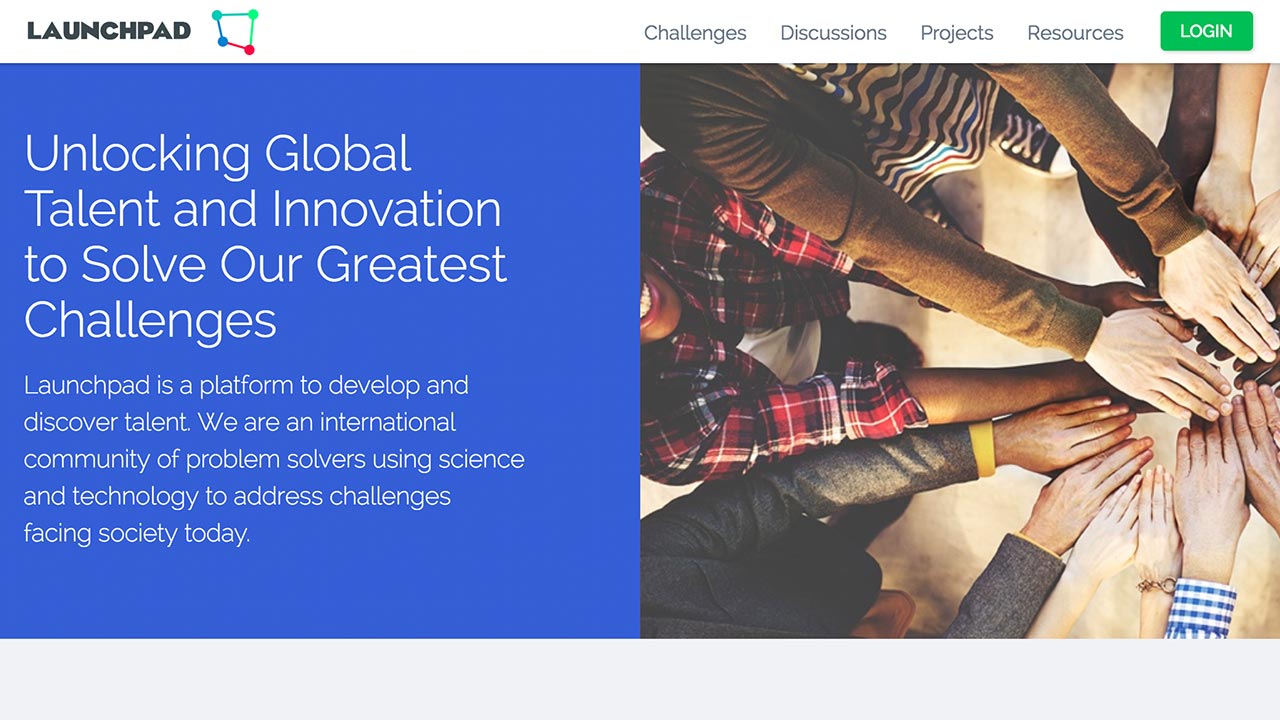 LAUNCHPAD
Challenges Discussions Projects Resources LOGIN
Unlocking Global
Talent and Innovation
to Solve Our Greatest
Challenges
Launchpad is a platform to develop and
discover talent. We are an international
community of problem solvers using science
and technology to address challenges
facing society today.